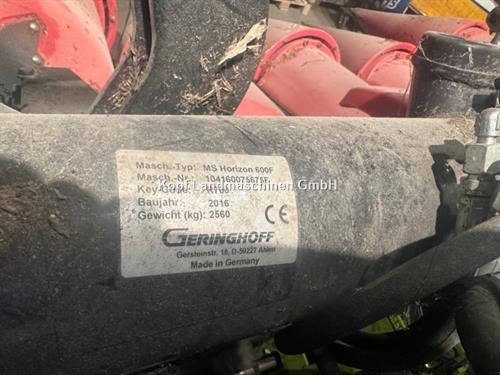 Masch.-Typ: MS Horizon 600F
Masch.-Nr.:
Kapf Landmaschinen GmbH
Key-Code:
Baujahr: 2016
Gewicht (kg): 2560
CE
GERINGHOFF
Gersteinstr. 18, D-59227 Ahlen
Made in Germany